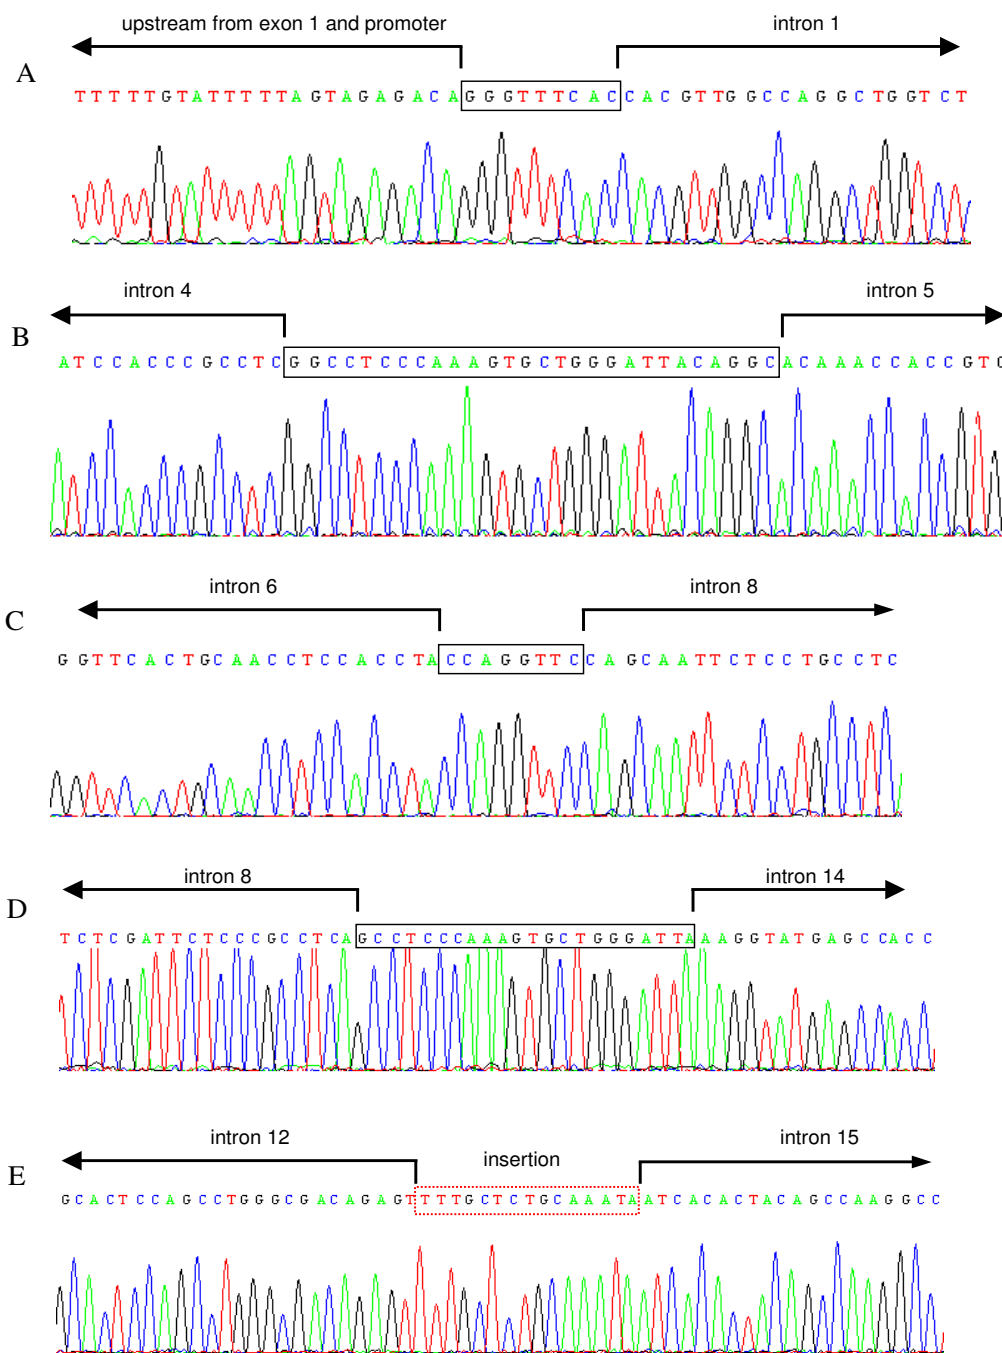 upstream from exon 1 and promoter intron 1
A
TTTTTGTATTTTTAGTAGAGACAGGGTTTCACCACGTTGGCCAGGCTGGTCT
intron 4 intron 5
B
ATCCACCCGCCTCGGCCTCCCAAAGTGCTGGGATTACAGGCACAAACCACCGTG
intron 6 intron 8
C
GGTTCACTGCAACCTCCACCTACCAGGTTCCAGCAATTCTCCTGCCTC
intron 8 intron 14
D
TCTCGATTCTCCCGCCTCAGCCTCCCAAAGTGCTGGGATTAAAGGTATGAGCCACC
intron 12 insertion intron 15
E
GCACTCCAGCCTGGGCGACAGAGTTTTGCTCTGCAAATAATCACACTACAGCCAAGGCC